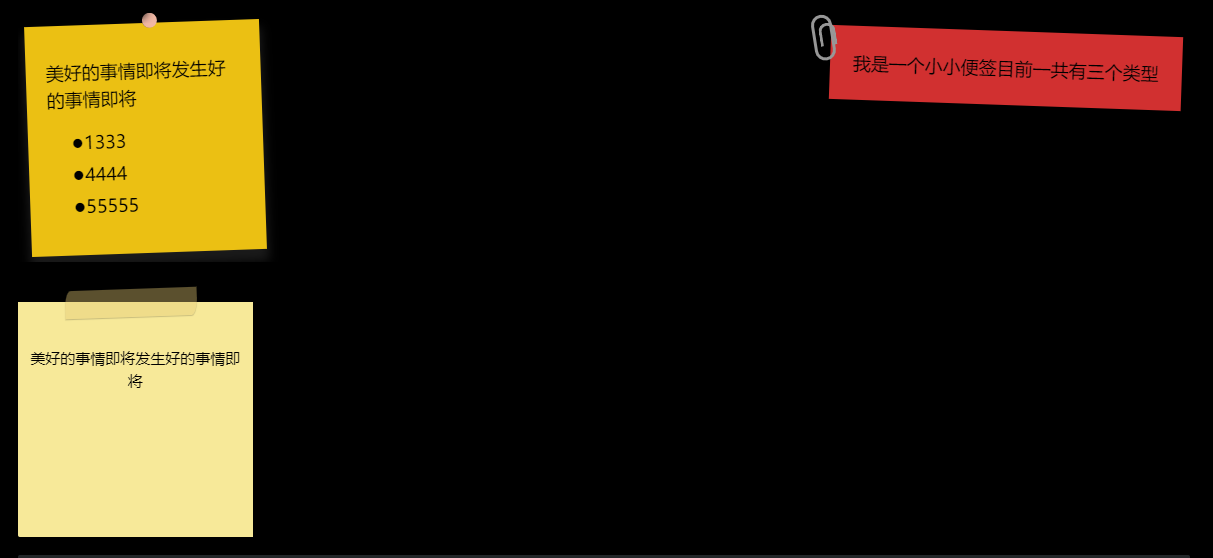 美好的事情即将发生好
的事情即将
●1333
●4444
●55555
我是一个小小便签目前一共有三个类型
美好的事情即将发生好的事情即
将